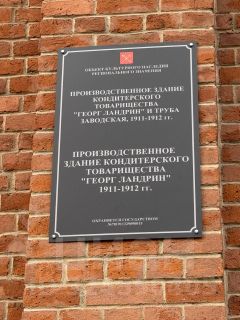 ОБЪЕКТ КУЛЬТУРНОГО НАСЛЕДИЯ
РЕГИОНАЛЬНОГО ЗНАЧЕНИЯ
ПРОИЗВОДСТВЕННОЕ ЗДАНИЕ
КОНДИТЕРСКОГО
ТОВАРИЩЕСТВА
"ГЕОРГ ЛАНДРИН" И ТРУБА
ЗАВОДСКАЯ, 1911-1912 гг.
ПРОИЗВОДСТВЕННОЕ
ЗДАНИЕ КОНДИТЕРСКОГО
ТОВАРИЩЕСТВА
"ГЕОРГ ЛАНДРИН"
1911-1912 гг.
ОХРАНЯЕТСЯ ГОСУДАРСТВОМ